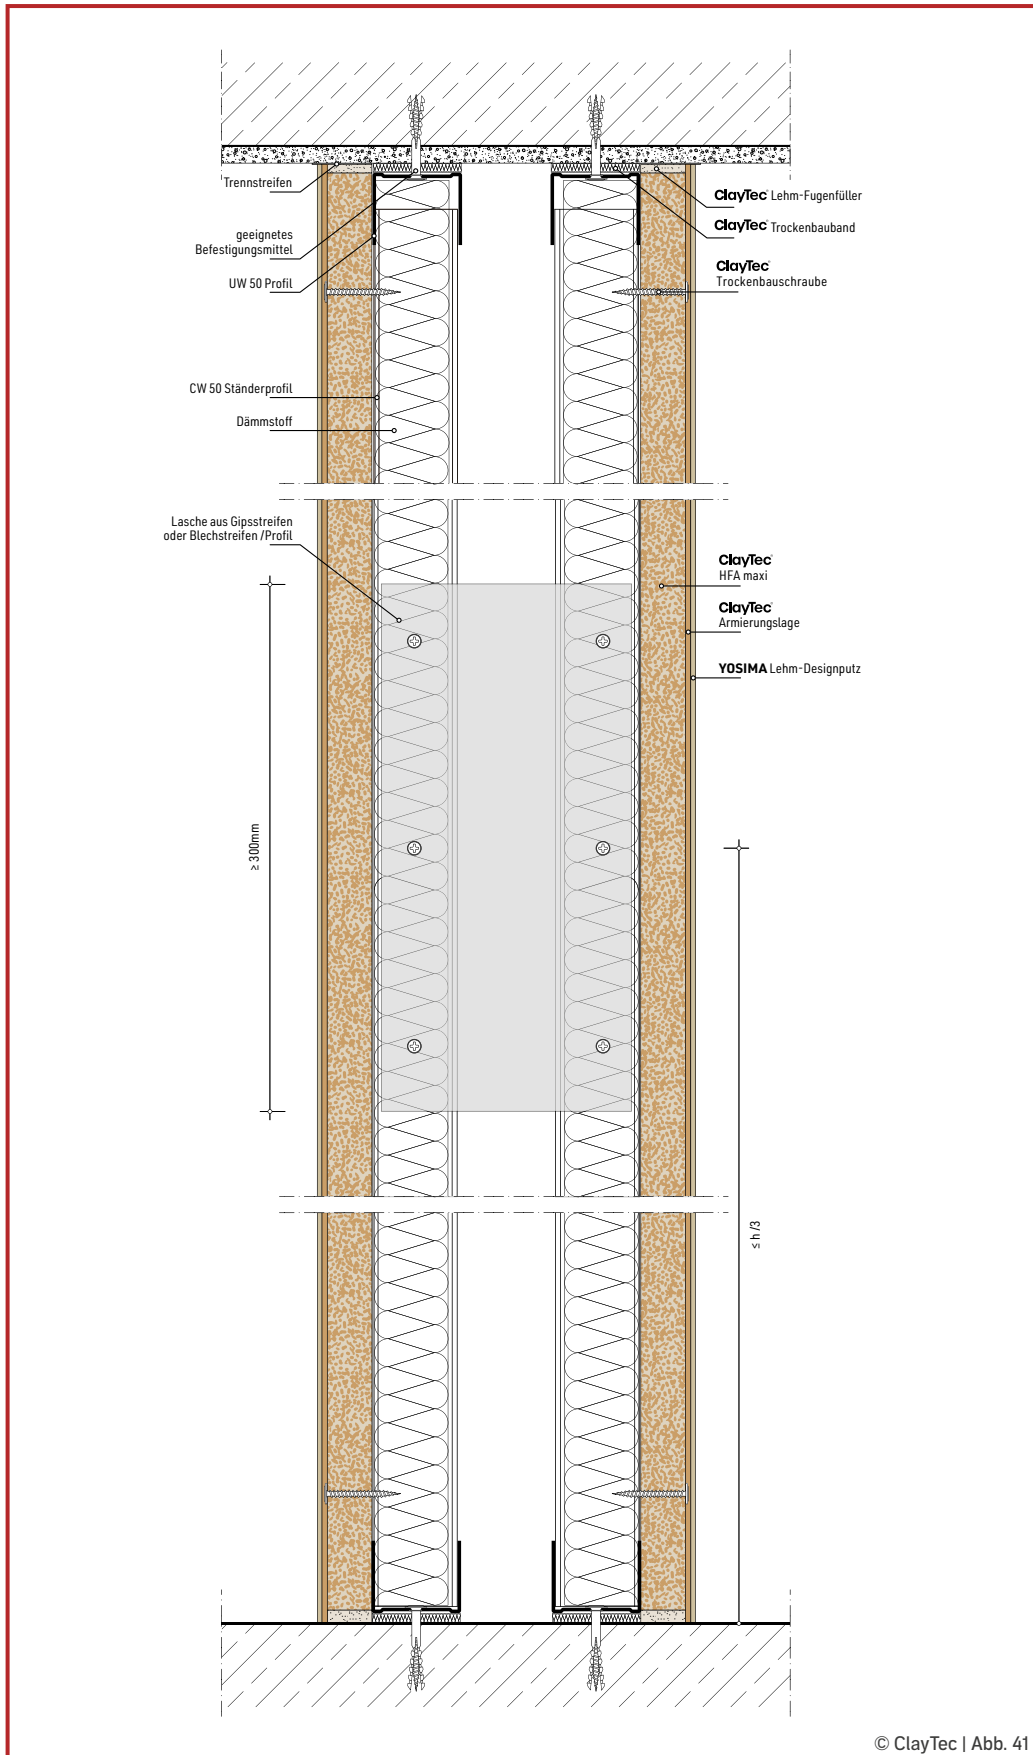 Trennstreifen
geeignetes
Befestigungsmittel
UW 50 Profil
CW 50 Ständerprofil
Dämmstoff
Lasche aus Gipsstreifen
oder Blechstreifen /Profil
≥ 300mm
ClayTec® Lehm-Fugenfüller
ClayTec® Trockenbauband
ClayTec®
Trockenbauschraube
ClayTec®
HFA maxi
ClayTec®
Armierungslage
YOSIMA Lehm-Designputz
≤ h /3
© ClayTec | Abb. 41